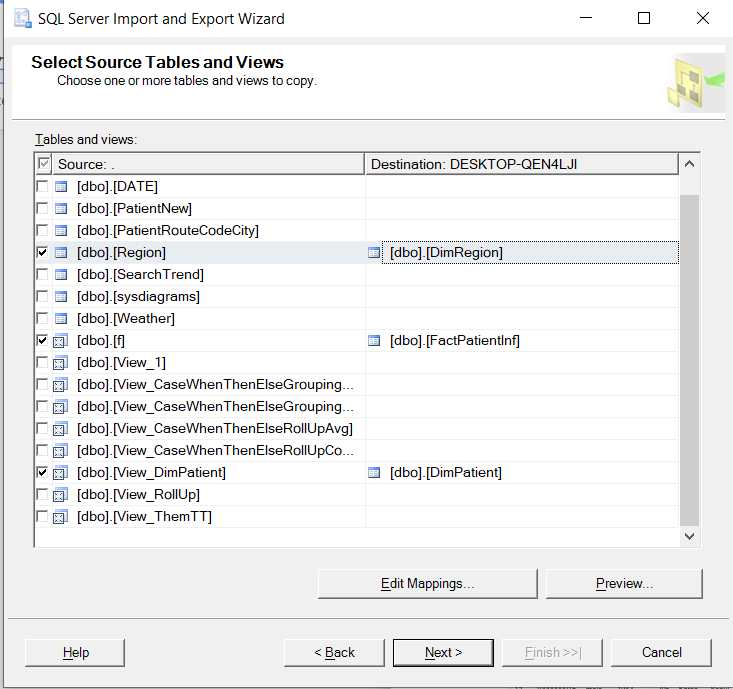 SQL Server Import and Export Wizard
Select Source Tables and Views
Choose one or more tables and views to copy.
Tables and views:
Source: . Destination: DESKTOP-QEN4LJI
[dbo].[DATE]
[dbo].[PatientNew]
[dbo].[PatientRouteCodeCity]
[dbo].[Region] [dbo].[DimRegion]
[dbo].[SearchTrend]
[dbo].[sysdiagrams]
[dbo].[Weather]
[dbo].[f] [dbo].[FactPatientInf]
[dbo].[View_1]
[dbo].[View_CaseWhenThenElseGrouping...
[dbo].[View_CaseWhenThenElseGrouping...
[dbo].[View_CaseWhenThenElseRollUpAvg]
[dbo].[View_CaseWhenThenElseRollUpCo...
[dbo].[View_DimPatient] [dbo].[DimPatient]
[dbo].[View_RollUp]
[dbo].[View_ThemTT]
Edit Mappings... Preview...
Help < Back Next > Finish >>| Cancel